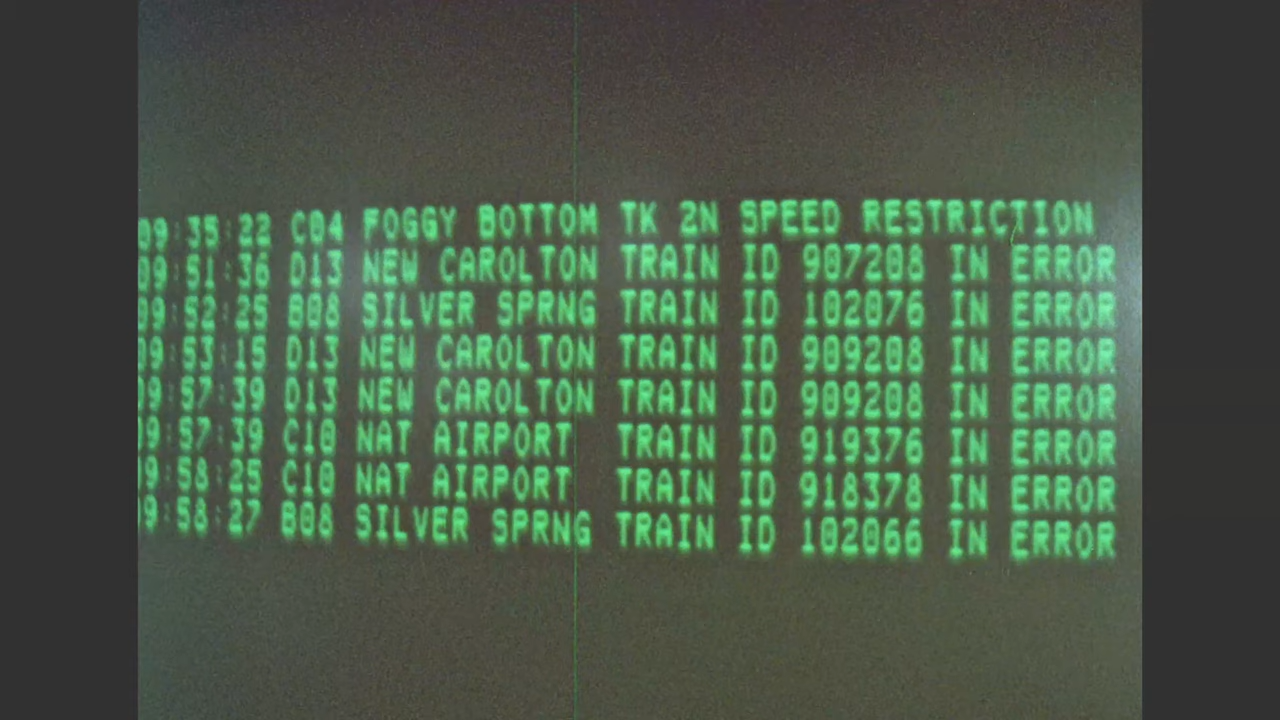 09:35:22 C04 FOGGY BOTTOM TK 2N SPEED RESTRICTION
09:51:36 D13 NEW CAROLTON TRAIN ID 907208 IN ERROR
09:52:25 B08 SILVER SPRNG TRAIN ID 102076 IN ERROR
09:53:15 D13 NEW CAROLTON TRAIN ID 909208 IN ERROR
09:57:39 D13 NEW CAROLTON TRAIN ID 909208 IN ERROR
09:57:39 C10 NAT AIRPORT TRAIN ID 919376 IN ERROR
09:58:25 C10 NAT AIRPORT TRAIN ID 918378 IN ERROR
09:58:27 B08 SILVER SPRNG TRAIN ID 102066 IN ERROR